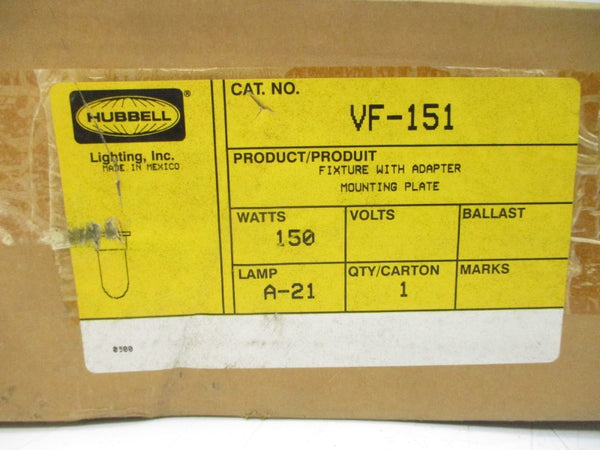 HUBBELL®
Lighting, Inc.
MADE IN MEXICO
CAT. NO.
VF-151
PRODUCT/PRODUIT
FIXTURE WITH ADAPTER
MOUNTING PLATE
WATTS
150
VOLTS
BALLAST
LAMP
A-21
QTY/CARTON
1
MARKS
0300